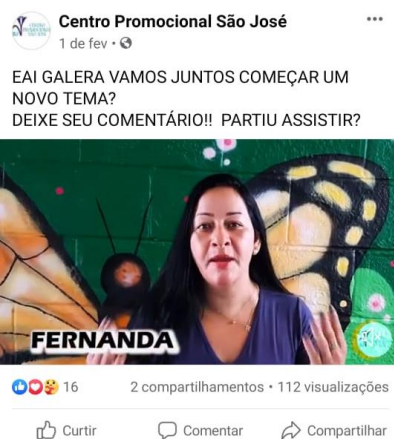 Centro Promocional São José
1 de fev
EAI GALERA VAMOS JUNTOS COMEÇAR UM
NOVO TEMA?
DEIXE SEU COMENTÁRIO!! PARTIU ASSISTIR?
FERNANDA
16
2 compartilhamentos • 112 visualizações
Curtir
Comentar
Compartilhar